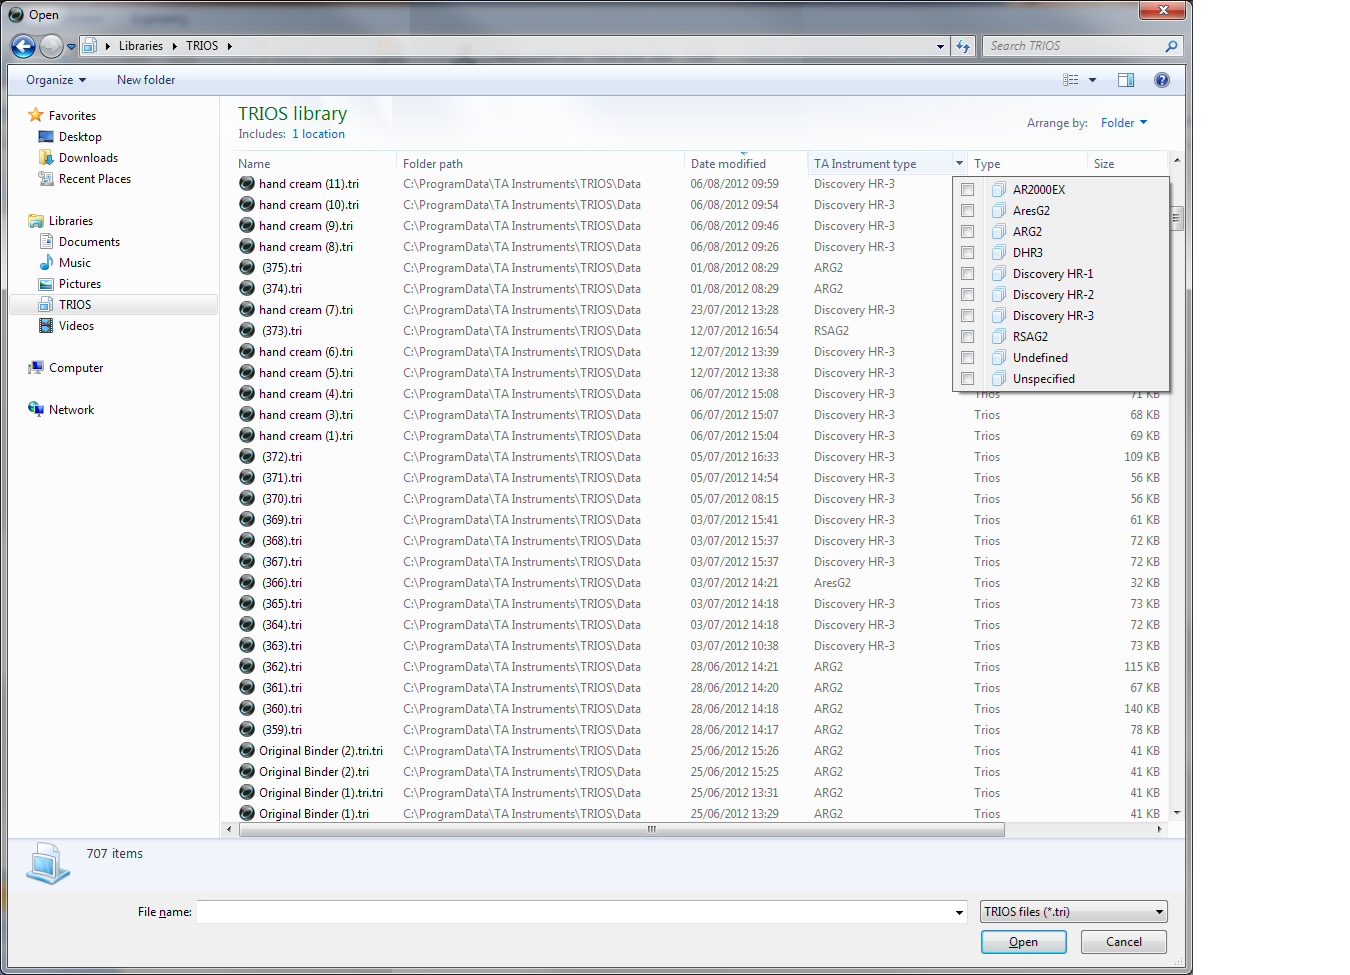 Open
Libraries TRIOS
Search TRIOS
Organize New folder
Favorites
Desktop
Downloads
Recent Places
Libraries
Documents
Music
Pictures
TRIOS
Videos
Computer
Network
TRIOS library
Includes: 1 location
Arrange by: Folder
Name Folder path Date modified TA Instrument type Type Size
hand cream (11).tri C:\ProgramData\TA Instruments\TRIOS\Data 06/08/2012 09:59 Discovery HR-3
hand cream (10).tri C:\ProgramData\TA Instruments\TRIOS\Data 06/08/2012 09:54 Discovery HR-3
hand cream (9).tri C:\ProgramData\TA Instruments\TRIOS\Data 06/08/2012 09:46 Discovery HR-3
hand cream (8).tri C:\ProgramData\TA Instruments\TRIOS\Data 06/08/2012 09:26 Discovery HR-3
(375).tri C:\ProgramData\TA Instruments\TRIOS\Data 01/08/2012 08:29 ARG2
(374).tri C:\ProgramData\TA Instruments\TRIOS\Data 01/08/2012 08:29 ARG2
hand cream (7).tri C:\ProgramData\TA Instruments\TRIOS\Data 23/07/2012 13:28 Discovery HR-3
(373).tri C:\ProgramData\TA Instruments\TRIOS\Data 12/07/2012 16:54 RSAG2
hand cream (6).tri C:\ProgramData\TA Instruments\TRIOS\Data 12/07/2012 13:39 Discovery HR-3
hand cream (5).tri C:\ProgramData\TA Instruments\TRIOS\Data 12/07/2012 13:38 Discovery HR-3
hand cream (4).tri C:\ProgramData\TA Instruments\TRIOS\Data 06/07/2012 15:08 Discovery HR-3 Trios 71 KB
hand cream (3).tri C:\ProgramData\TA Instruments\TRIOS\Data 06/07/2012 15:07 Discovery HR-3 Trios 68 KB
hand cream (1).tri C:\ProgramData\TA Instruments\TRIOS\Data 06/07/2012 15:04 Discovery HR-3 Trios 69 KB
(372).tri C:\ProgramData\TA Instruments\TRIOS\Data 05/07/2012 16:33 Discovery HR-3 Trios 109 KB
(371).tri C:\ProgramData\TA Instruments\TRIOS\Data 05/07/2012 14:54 Discovery HR-3 Trios 56 KB
(370).tri C:\ProgramData\TA Instruments\TRIOS\Data 05/07/2012 08:15 Discovery HR-3 Trios 56 KB
(369).tri C:\ProgramData\TA Instruments\TRIOS\Data 03/07/2012 15:41 Discovery HR-3 Trios 61 KB
(368).tri C:\ProgramData\TA Instruments\TRIOS\Data 03/07/2012 15:37 Discovery HR-3 Trios 72 KB
(367).tri C:\ProgramData\TA Instruments\TRIOS\Data 03/07/2012 15:37 Discovery HR-3 Trios 72 KB
(366).tri C:\ProgramData\TA Instruments\TRIOS\Data 03/07/2012 14:21 AresG2 Trios 32 KB
(365).tri C:\ProgramData\TA Instruments\TRIOS\Data 03/07/2012 14:18 Discovery HR-3 Trios 73 KB
(364).tri C:\ProgramData\TA Instruments\TRIOS\Data 03/07/2012 14:18 Discovery HR-3 Trios 72 KB
(363).tri C:\ProgramData\TA Instruments\TRIOS\Data 03/07/2012 10:38 Discovery HR-3 Trios 73 KB
(362).tri C:\ProgramData\TA Instruments\TRIOS\Data 28/06/2012 14:21 ARG2 Trios 115 KB
(361).tri C:\ProgramData\TA Instruments\TRIOS\Data 28/06/2012 14:20 ARG2 Trios 67 KB
(360).tri C:\ProgramData\TA Instruments\TRIOS\Data 28/06/2012 14:18 ARG2 Trios 140 KB
(359).tri C:\ProgramData\TA Instruments\TRIOS\Data 28/06/2012 14:17 ARG2 Trios 78 KB
Original Binder (2).tri.tri C:\ProgramData\TA Instruments\TRIOS\Data 25/06/2012 15:26 ARG2 Trios 41 KB
Original Binder (2).tri C:\ProgramData\TA Instruments\TRIOS\Data 25/06/2012 15:25 ARG2 Trios 41 KB
Original Binder (1).tri.tri C:\ProgramData\TA Instruments\TRIOS\Data 25/06/2012 13:31 ARG2 Trios 41 KB
Original Binder (1).tri C:\ProgramData\TA Instruments\TRIOS\Data 25/06/2012 13:29 ARG2 Trios 41 KB
AR2000EX
AresG2
ARG2
DHR3
Discovery HR-1
Discovery HR-2
Discovery HR-3
RSAG2
Undefined
Unspecified
707 items
File name: TRIOS files (*.tri)
Open Cancel